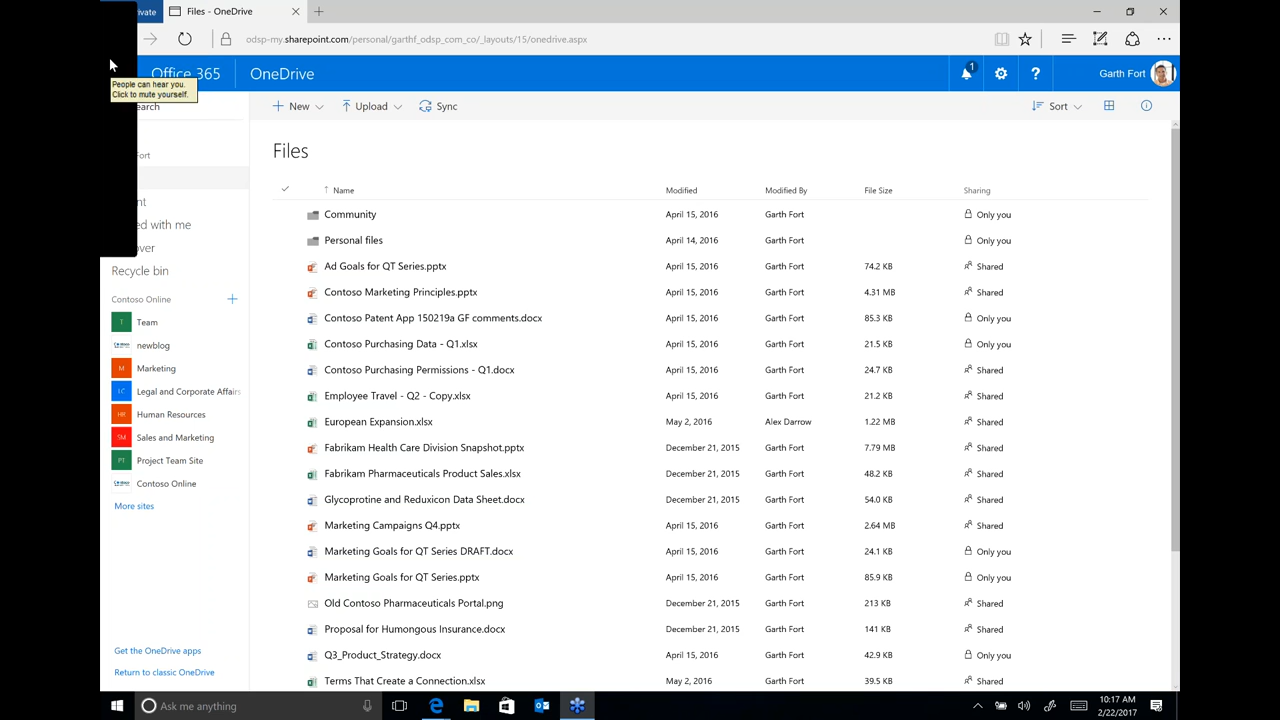 ivate Files - OneDrive
odsp-my.sharepoint.com/personal/garthf_odsp_com_co/_layouts/15/onedrive.aspx
Office 365 OneDrive 1 ? Garth Fort
People can hear you.
Click to mute yourself.
earch
New Upload Sync Sort
Files
Fort
Name Modified Modified By File Size Sharing
nt
ed with me
over
Recycle bin
Contoso Online
T Team
newblog
M Marketing
LC Legal and Corporate Affairs
HR Human Resources
SM Sales and Marketing
PT Project Team Site
Contoso Online
More sites
Get the OneDrive apps
Return to classic OneDrive
Community April 15, 2016 Garth Fort Only you
Personal files April 14, 2016 Garth Fort Only you
Ad Goals for QT Series.pptx April 15, 2016 Garth Fort 74.2 KB Shared
Contoso Marketing Principles.pptx April 15, 2016 Garth Fort 4.31 MB Shared
Contoso Patent App 150219a GF comments.docx April 15, 2016 Garth Fort 85.3 KB Only you
Contoso Purchasing Data - Q1.xlsx April 15, 2016 Garth Fort 21.5 KB Only you
Contoso Purchasing Permissions - Q1.docx April 15, 2016 Garth Fort 24.7 KB Shared
Employee Travel - Q2 - Copy.xlsx April 15, 2016 Garth Fort 21.2 KB Shared
European Expansion.xlsx May 2, 2016 Alex Darrow 1.22 MB Shared
Fabrikam Health Care Division Snapshot.pptx December 21, 2015 Garth Fort 7.79 MB Shared
Fabrikam Pharmaceuticals Product Sales.xlsx December 21, 2015 Garth Fort 48.2 KB Shared
Glycoprotine and Reduxicon Data Sheet.docx December 21, 2015 Garth Fort 54.0 KB Shared
Marketing Campaigns Q4.pptx April 15, 2016 Garth Fort 2.64 MB Shared
Marketing Goals for QT Series DRAFT.docx April 15, 2016 Garth Fort 24.1 KB Only you
Marketing Goals for QT Series.pptx April 15, 2016 Garth Fort 85.9 KB Only you
Old Contoso Pharmaceuticals Portal.png December 21, 2015 Garth Fort 213 KB Shared
Proposal for Humongous Insurance.docx December 21, 2015 Garth Fort 141 KB Shared
Q3_Product_Strategy.docx April 15, 2016 Garth Fort 42.9 KB Only you
Terms That Create a Connection.xlsx May 2, 2016 Garth Fort 39.5 KB Shared
Ask me anything
10:17 AM
2/22/2017